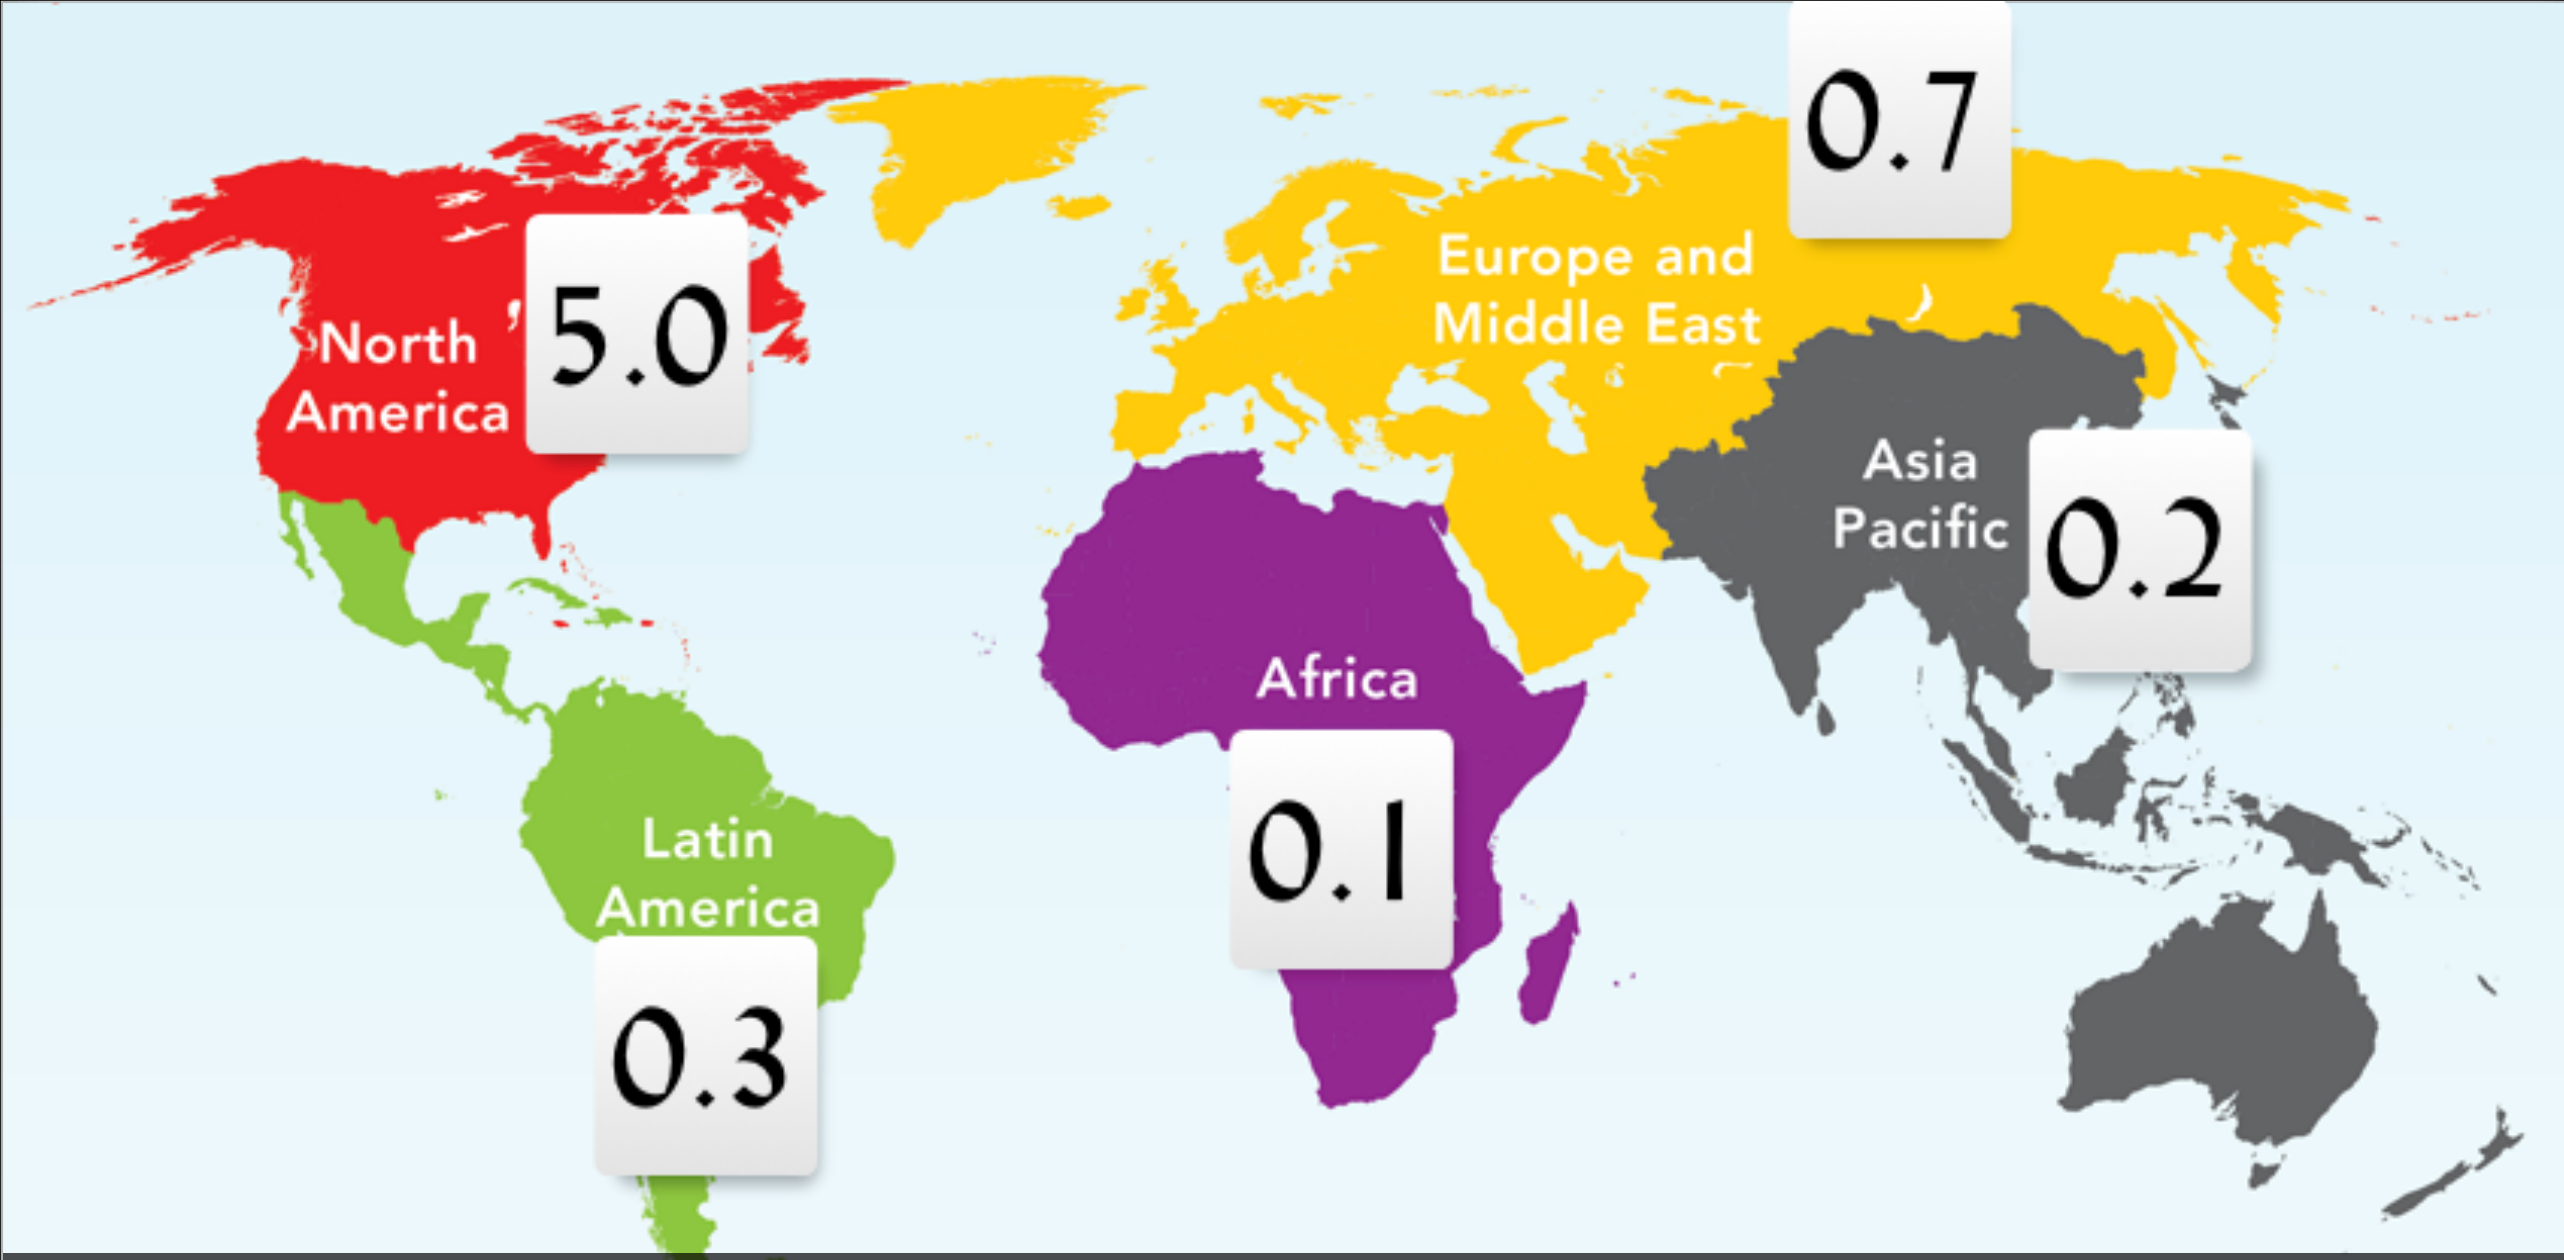 0.7
Europe and
Middle East
North
America
5.0
Asia
Pacific
0.2
Africa
0.1
Latin
America
0.3